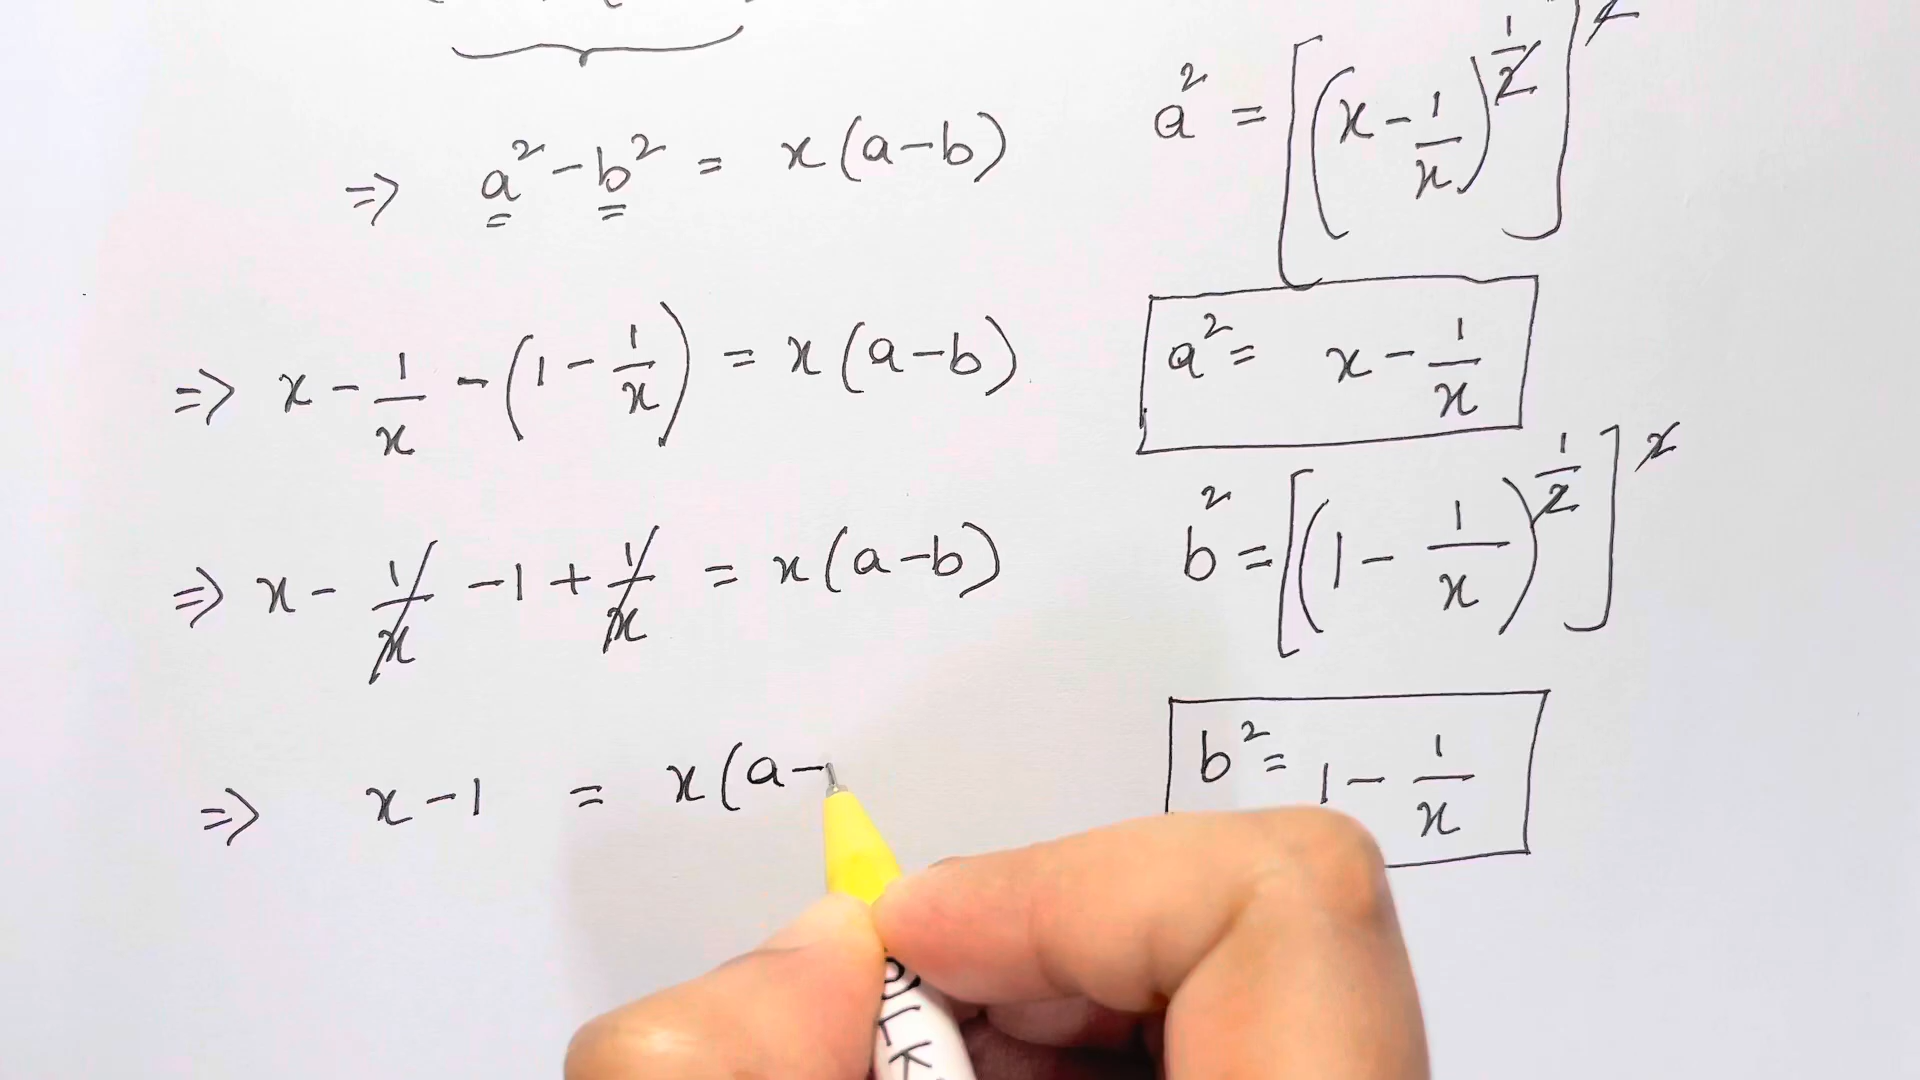 ⇒ a² - b² = x(a-b)
⇒ x - 1/x - (1 - 1/x) = x(a-b)
⇒ x - 1/x - 1 + 1/x = x(a-b)
⇒ x - 1 = x(a-
a² = [(x - 1/x)^1/2]^2
a² = x - 1/x
b² = [(1 - 1/x)^1/2]^2
b² = 1 - 1/x